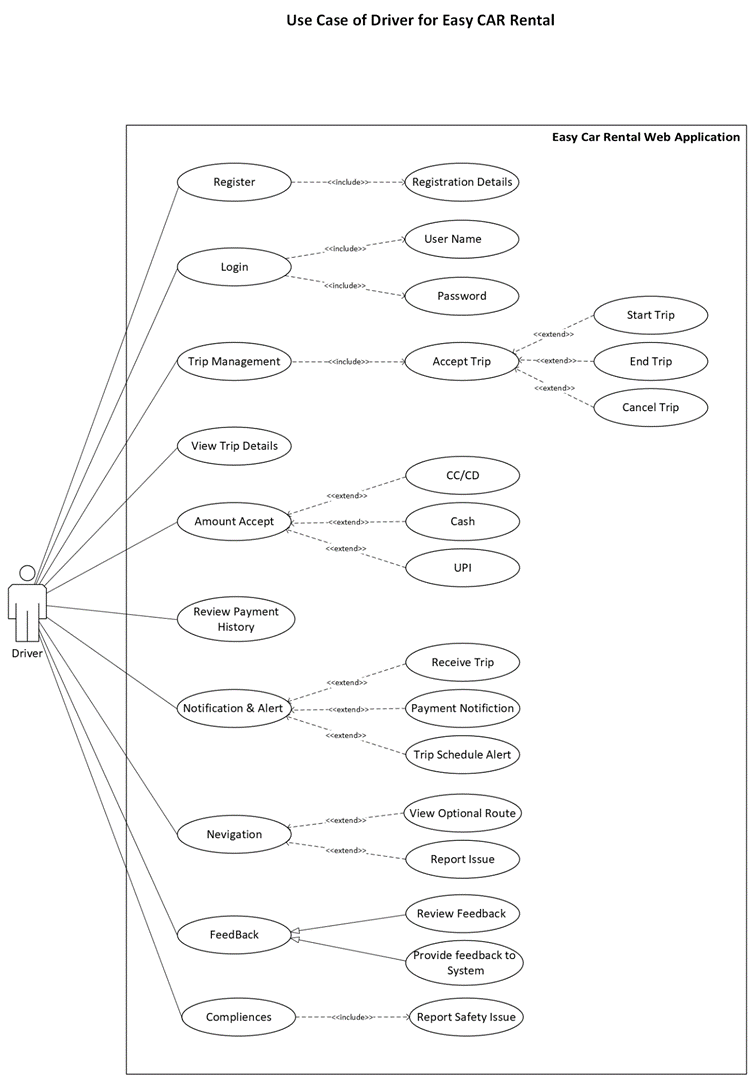 Use Case of Driver for Easy CAR Rental
Easy Car Rental Web Application
Register
<<include>>
Registration Details
Login
<<include>>
User Name
<<include>>
Password
Trip Management
<<include>>
Accept Trip
<<extend>>
Start Trip
<<extend>>
End Trip
<<extend>>
Cancel Trip
View Trip Details
Amount Accept
<<extend>>
CC/CD
<<extend>>
Cash
<<extend>>
UPI
Driver
Review Payment
History
Notification & Alert
<<extend>>
Receive Trip
<<extend>>
Payment Notifiction
<<extend>>
Trip Schedule Alert
Nevigation
<<extend>>
View Optional Route
<<extend>>
Report Issue
FeedBack
Review Feedback
Provide feedback to
System
Compliences
<<include>>
Report Safety Issue